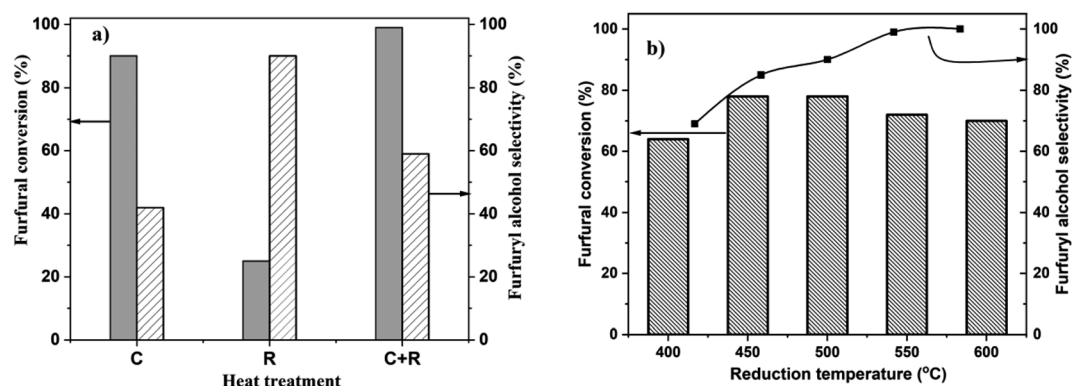 a)
100
80
60
40
20
0
Furfural conversion (%)
C
R
C+R
Heat treatment
100
80
60
40
20
0
Furfuryl alcohol selectivity (%)
b)
100
80
60
40
20
0
Furfural conversion (%)
400
450
500
550
600
Reduction temperature (°C)
100
80
60
40
20
0
Furfuryl alcohol selectivity (%)